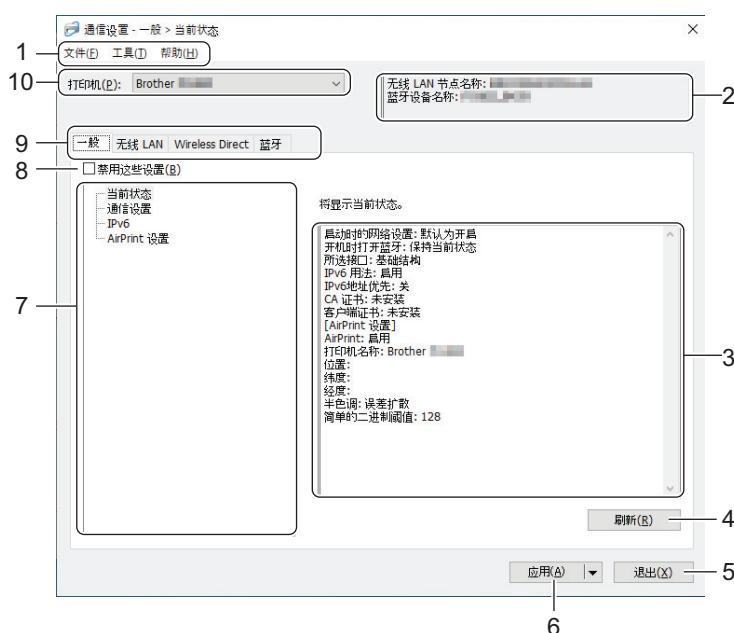 通信设置 - 一般 > 当前状态
1
文件(F) 工具(T) 帮助(H)
10
打印机(P): Brother
无线 LAN 节点名称:
蓝牙设备名称:
2
9
一般 无线 LAN Wireless Direct 蓝牙
8
禁用这些设置(B)
当前状态
通信设置
IPv6
AirPrint 设置
7
将显示当前状态。
启动时的网络设置: 默认为开启
开机时打开蓝牙: 保持当前状态
所选接口: 基础结构
IPv6 用法: 启用
IPv6地址优先: 关
CA 证书: 未安装
客户端证书: 未安装
[AirPrint 设置]
AirPrint: 启用
打印机名称: Brother
位置:
纬度:
经度:
半色调: 误差扩散
简单的二进制阈值: 128
3
刷新(R)
4
应用(A) 退出(X)
5
6